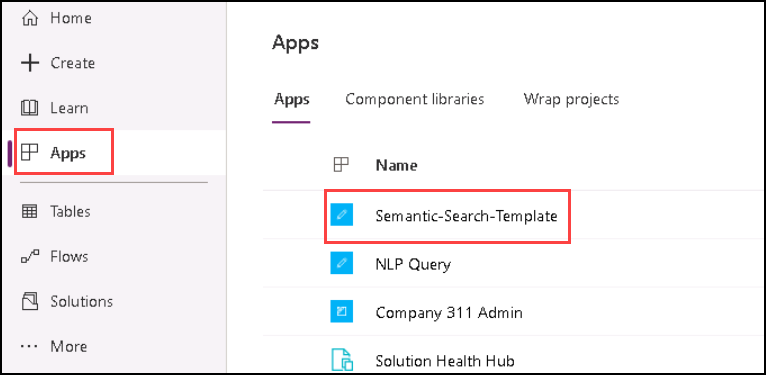 Home
Create
Learn
Apps
Tables
Flows
Solutions
More
Apps
Apps Component libraries Wrap projects
Name
Semantic-Search-Template
NLP Query
Company 311 Admin
Solution Health Hub